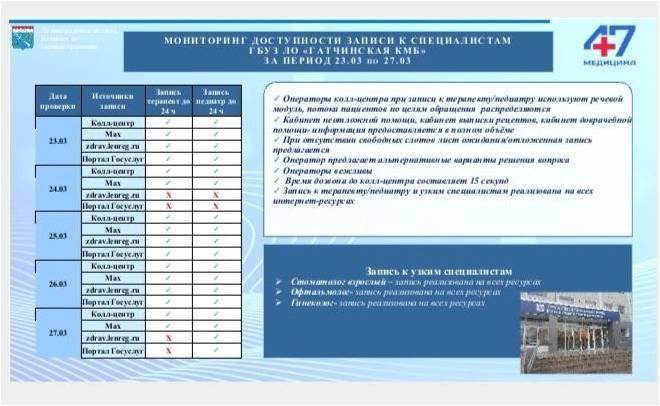 МОНИТОРИНГ ДОСТУПНОСТИ ЗАПИСИ К СПЕЦИАЛИСТАМ
ГБУЗ ЛО «ГАТЧИНСКАЯ КМБ»
ЗА ПЕРИОД 23.03 по 27.03
47
МЕДИЦИНА
Дата проверки Источники записи Запись терапевт до 24 ч Запись педиатр до 24 ч
23.03
Колл-центр ✓ ✓
Max ✓ ✓
zdrav.lenreg.ru ✓ ✓
Портал Госуслуг ✓ ✓
24.03
Колл-центр ✓ ✓
Max ✓ ✓
zdrav.lenreg.ru X X
Портал Госуслуг X X
25.03
Колл-центр ✓ ✓
Max ✓ ✓
zdrav.lenreg.ru ✓ ✓
Портал Госуслуг ✓ ✓
26.03
Колл-центр ✓ ✓
Max ✓ ✓
zdrav.lenreg.ru ✓ ✓
Портал Госуслуг ✓ ✓
27.03
Колл-центр ✓ ✓
Max ✓ ✓
zdrav.lenreg.ru X ✓
Портал Госуслуг X ✓
✓ Операторы колл-центра при записи к терапевту/педиатру используют речевой
модуль, потоки пациентов по целям обращения распределяются
✓ Кабинет неотложной помощи, кабинет выписки рецептов, кабинет доврачебной
помощи- информация предоставляется в полном объёме
✓ При отсутствии свободных слотов лист ожидания/отложенная запись
предлагается
✓ Оператор предлагает альтернативные варианты решения вопроса
✓ Операторы вежливы
✓ Время дозвона до колл-центра составляет 15 секунд
✓ Запись к терапевту/педиатру и узким специалистам реализована на всех
интернет-ресурсах
Запись к узким специалистам
➢ Стоматолог взрослый – запись реализована на всех ресурсах
➢ Офтальмолог- запись реализована на всех ресурсах
➢ Гинеколог- запись реализована на всех ресурсах